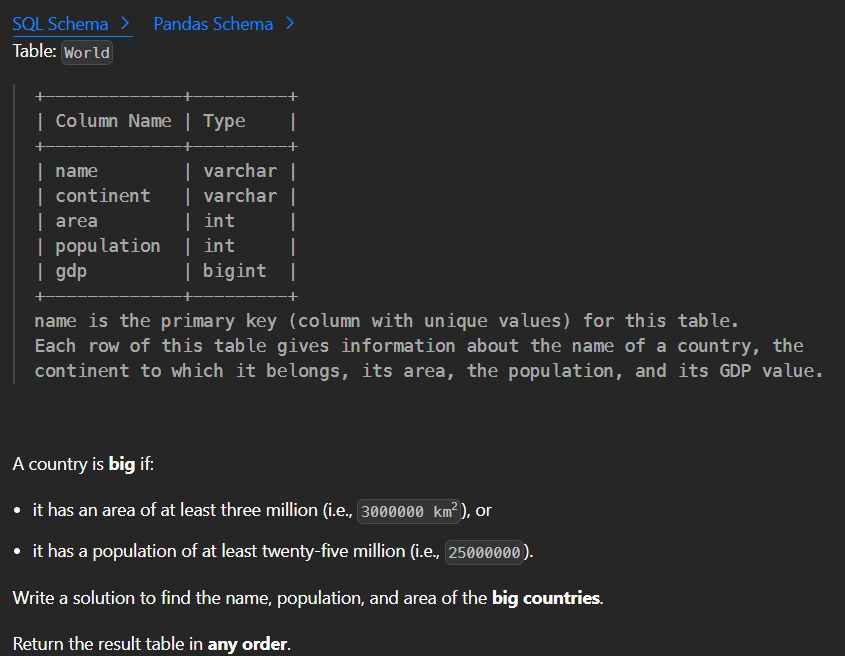 SQL Schema > Pandas Schema >
Table: World
+-------------+---------+
| Column Name | Type    |
+-------------+---------+
| name        | varchar |
| continent   | varchar |
| area        | int     |
| population  | int     |
| gdp         | bigint  |
+-------------+---------+
name is the primary key (column with unique values) for this table.
Each row of this table gives information about the name of a country, the
continent to which it belongs, its area, the population, and its GDP value.
A country is big if:
• it has an area of at least three million (i.e., 3000000 km²), or
• it has a population of at least twenty-five million (i.e., 25000000).
Write a solution to find the name, population, and area of the big countries.
Return the result table in any order.